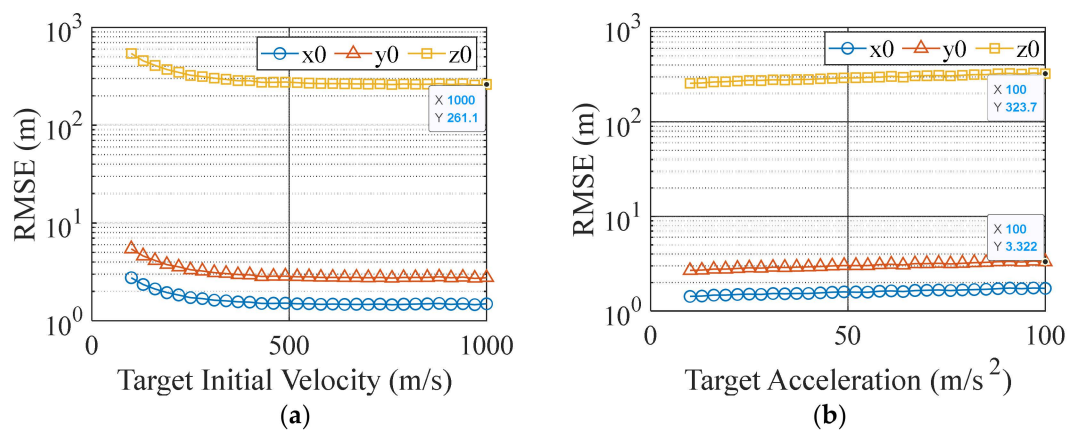 10^3
10^2
10^1
10^0
RMSE (m)
x0 y0 z0
X 1000
Y 261.1
0 500 1000
Target Initial Velocity (m/s)
(a)
10^3
10^2
10^1
10^0
RMSE (m)
x0 y0 z0
X 100
Y 323.7
X 100
Y 3.322
0 50 100
Target Acceleration (m/s^2)
(b)